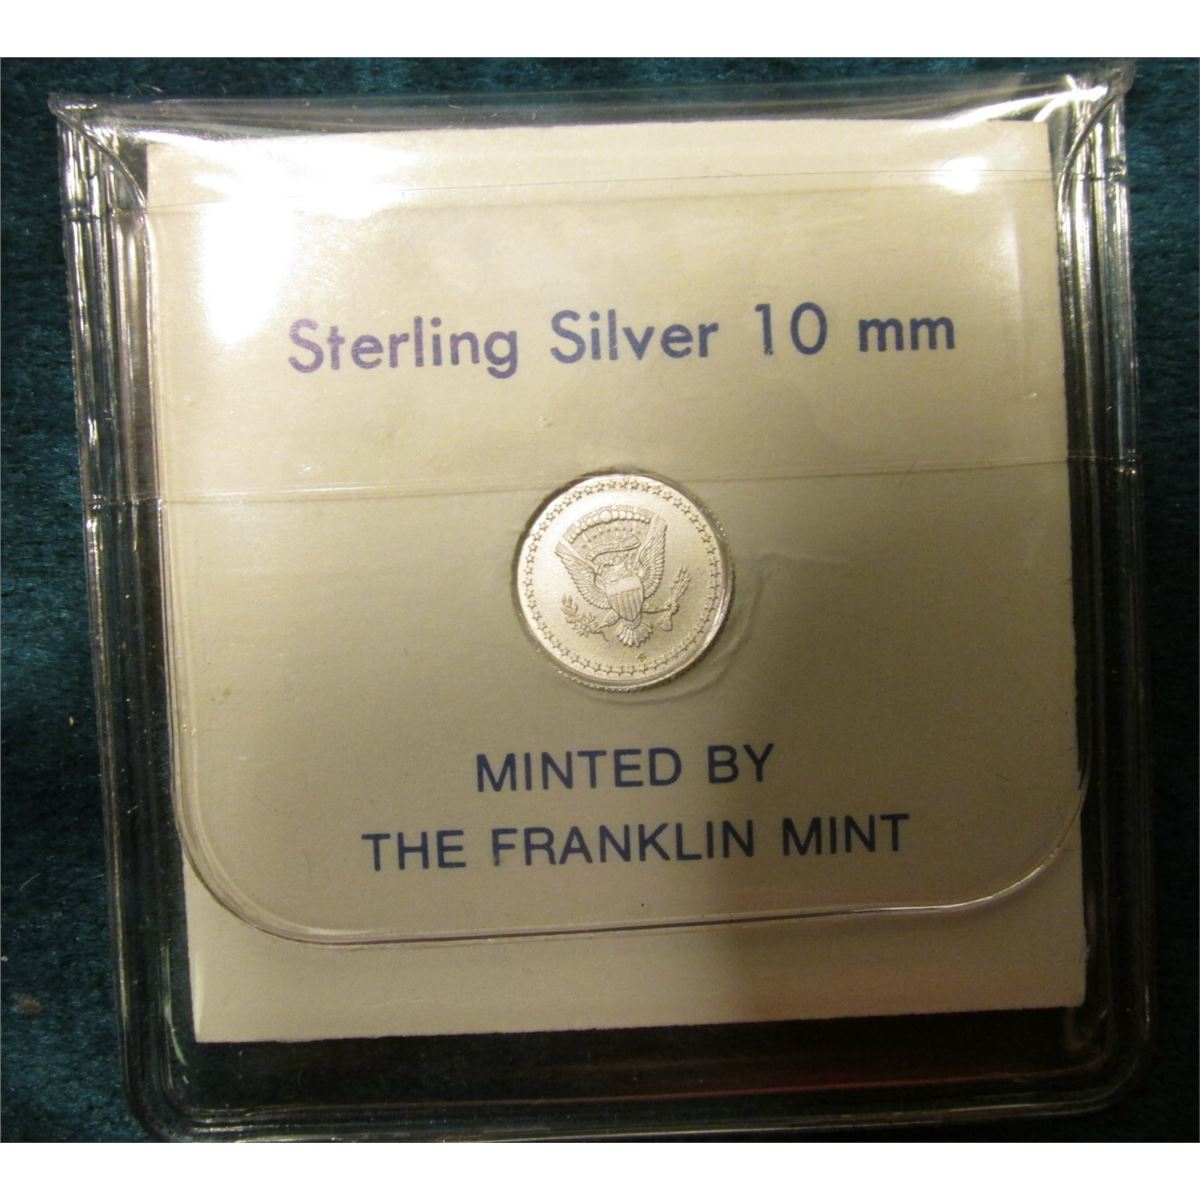 Sterling Silver 10 mm
MINTED BY
THE FRANKLIN MINT